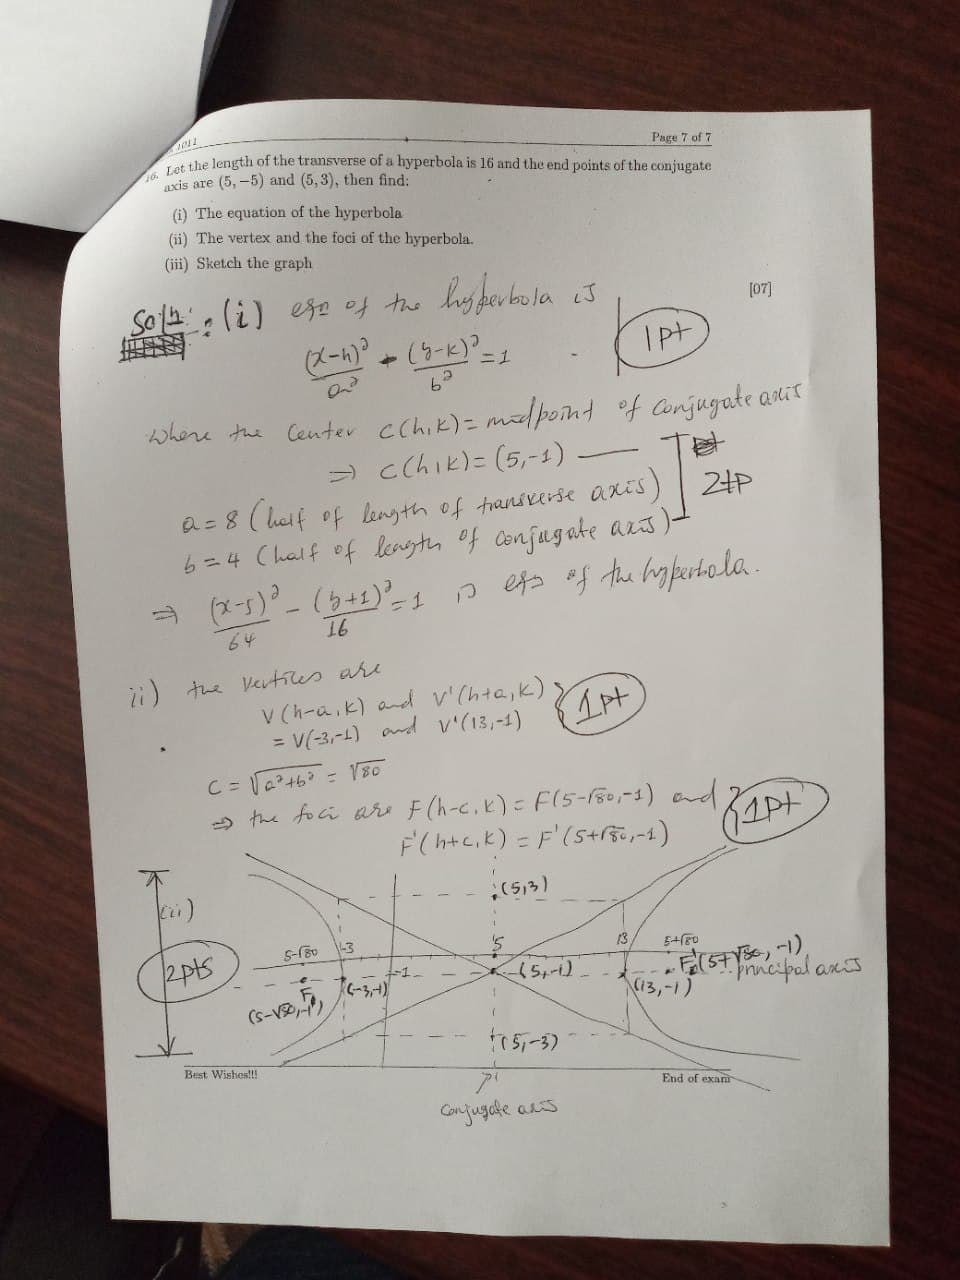 1011
Page 7 of 7
16. Let the length of the transverse of a hyperbola is 16 and the end points of the conjugate
axis are (5, −5) and (5, 3), then find:
(i) The equation of the hyperbola
(ii) The vertex and the foci of the hyperbola.
(iii) Sketch the graph
[07]
Soln: (i) eqn of the hyperbola is
(x-h)²/a² - (y-k)²/b² = 1
1pt
where the center C(h,k) = midpoint of conjugate axis
⇒ C(h,k) = (5,-1)
a = 8 (half of length of transverse axis)
2tp
b = 4 (half of length of conjugate axis)
⇒ (x-5)²/64 - (y+1)²/16 = 1 is eqn of the hyperbola.
ii) the vertices are
V(h-a,k) and V'(h+a,k)
= V(-3,-1) and V'(13,-1)
1pt
C = √a²+b² = √80
⇒ the foci are F(h-c,k) = F(5-√80,-1) and
F'(h+c,k) = F'(5+√80,-1)
1pt
(iii)
2pts
(5,3)
5-√80
-3
5
13
5+√80
F'(5+√80, -1)
principal axis
-1
(5,-1)
(13,-1)
F
(-3,-1)
(5-√80,-1)
(5,-3)
Best Wishes!!!
End of exam
Conjugate axis